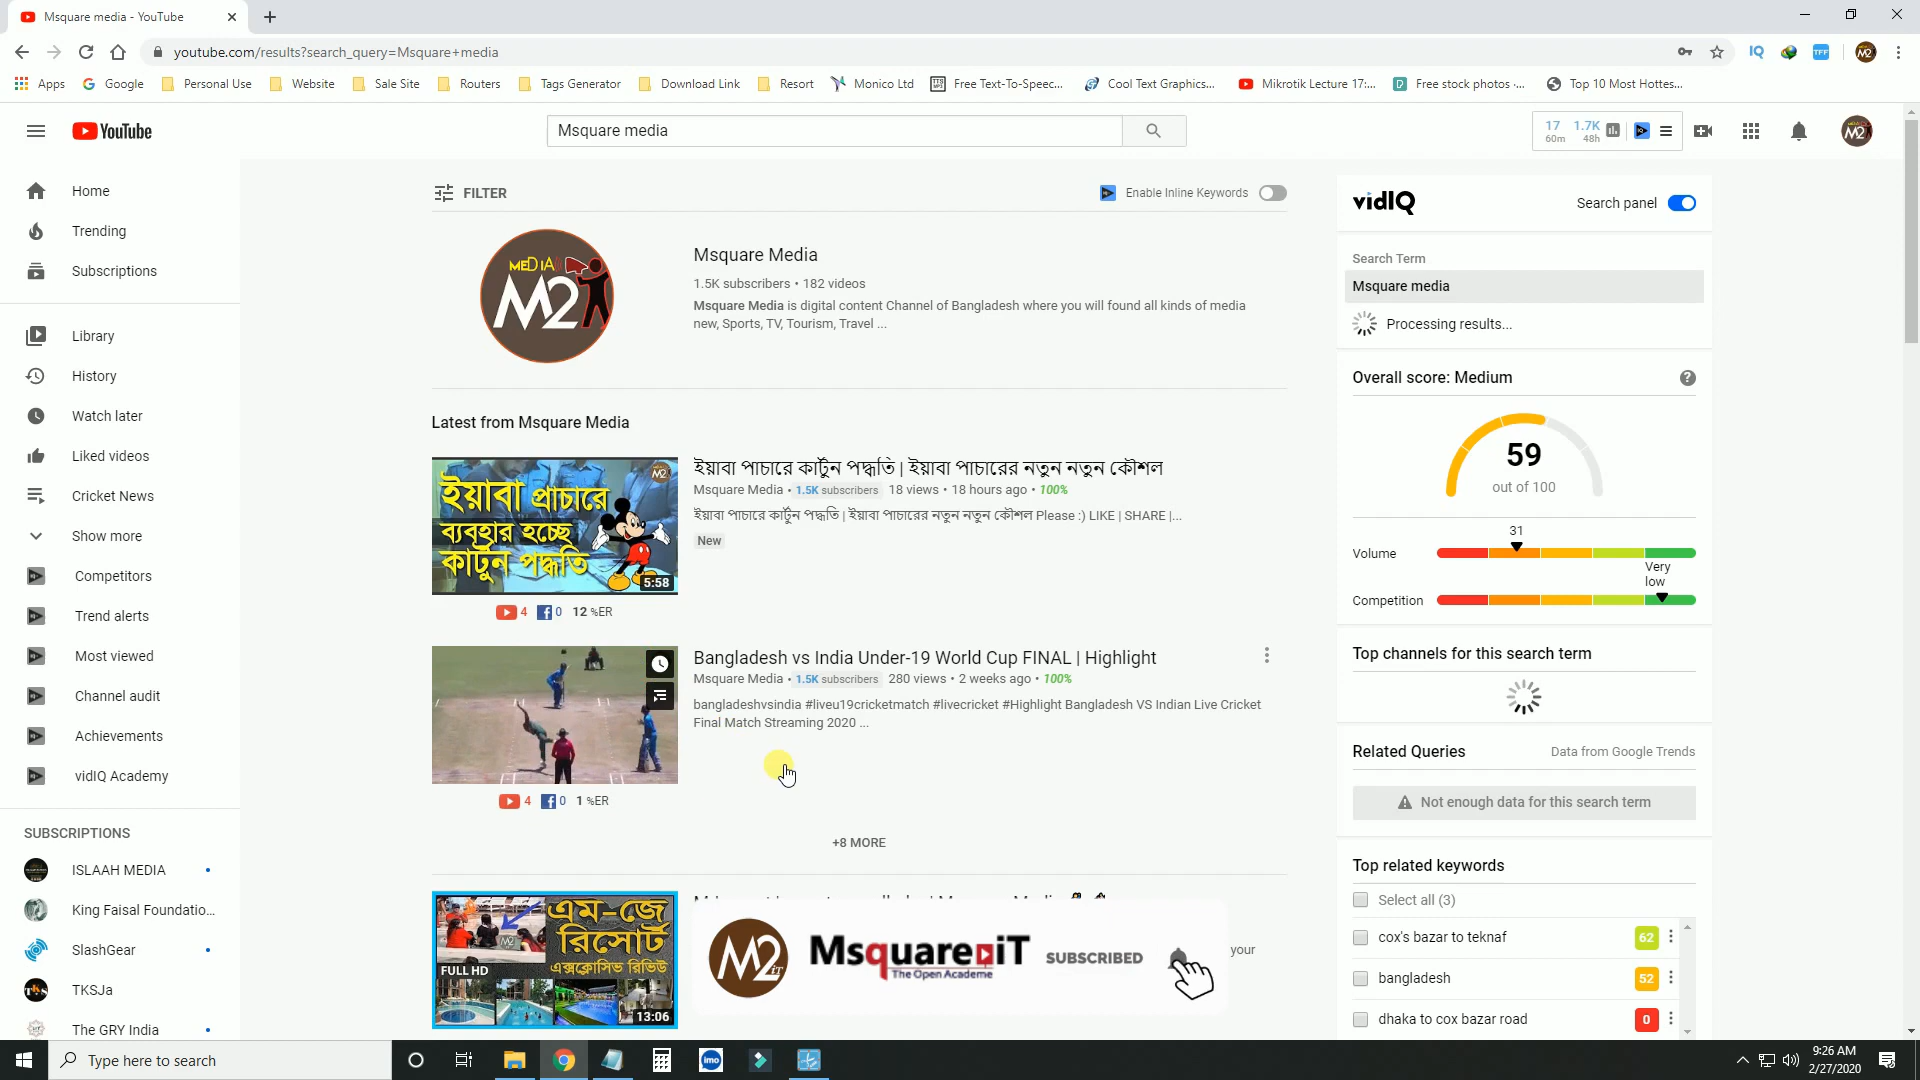 Msquare media - YouTube
youtube.com/results?search_query=Msquare+media
IQ
TFF
Apps
Google
Personal Use
Website
Sale Site
Routers
Tags Generator
Download Link
Resort
Monico Ltd
Free Text-To-Speec...
Cool Text Graphics...
Mikrotik Lecture 17:...
Free stock photos -...
Top 10 Most Hottes...
YouTube
Msquare media
17
60m
1.7K
48h
Home
Trending
Subscriptions
Library
History
Watch later
Liked videos
Cricket News
Show more
Competitors
Trend alerts
Most viewed
Channel audit
Achievements
vidIQ Academy
SUBSCRIPTIONS
ISLAAH MEDIA
King Faisal Foundatio...
SlashGear
TKSJa
The GRY India
FILTER
Enable Inline Keywords
MEDIA
M2
Msquare Media
1.5K subscribers • 182 videos
Msquare Media is digital content Channel of Bangladesh where you will found all kinds of media
new, Sports, TV, Tourism, Travel ...
Latest from Msquare Media
ইয়াবা প্রাচারে
ব্যবহার হচ্ছে
কার্টুন পদ্ধতি
5:58
ইয়াবা পাচারে কার্টুন পদ্ধতি | ইয়াবা পাচারের নতুন নতুন কৌশল
Msquare Media • 1.5K subscribers 18 views • 18 hours ago • 100%
ইয়াবা পাচারে কার্টুন পদ্ধতি | ইয়াবা পাচারের নতুন নতুন কৌশল Please :) LIKE | SHARE |...
New
4 0 12 %ER
Bangladesh vs India Under-19 World Cup FINAL | Highlight
Msquare Media • 1.5K subscribers 280 views • 2 weeks ago • 100%
bangladeshvsindia #liveu19cricketmatch #livecricket #Highlight Bangladesh VS Indian Live Cricket
Final Match Streaming 2020 ...
4 0 1 %ER
+8 MORE
এম-জে
রিসোর্ট
এক্সক্লোসিব রিভিউ
FULL HD
13:06
M2
iT
Msquare iT
The Open Academe
SUBSCRIBED
your
vidIQ
Search panel
Search Term
Msquare media
Processing results...
Overall score: Medium
59
out of 100
31
Volume
Very
low
Competition
Top channels for this search term
Related Queries
Data from Google Trends
Not enough data for this search term
Top related keywords
Select all (3)
cox's bazar to teknaf 62
bangladesh 52
dhaka to cox bazar road 0
Type here to search
imo
9:26 AM
2/27/2020